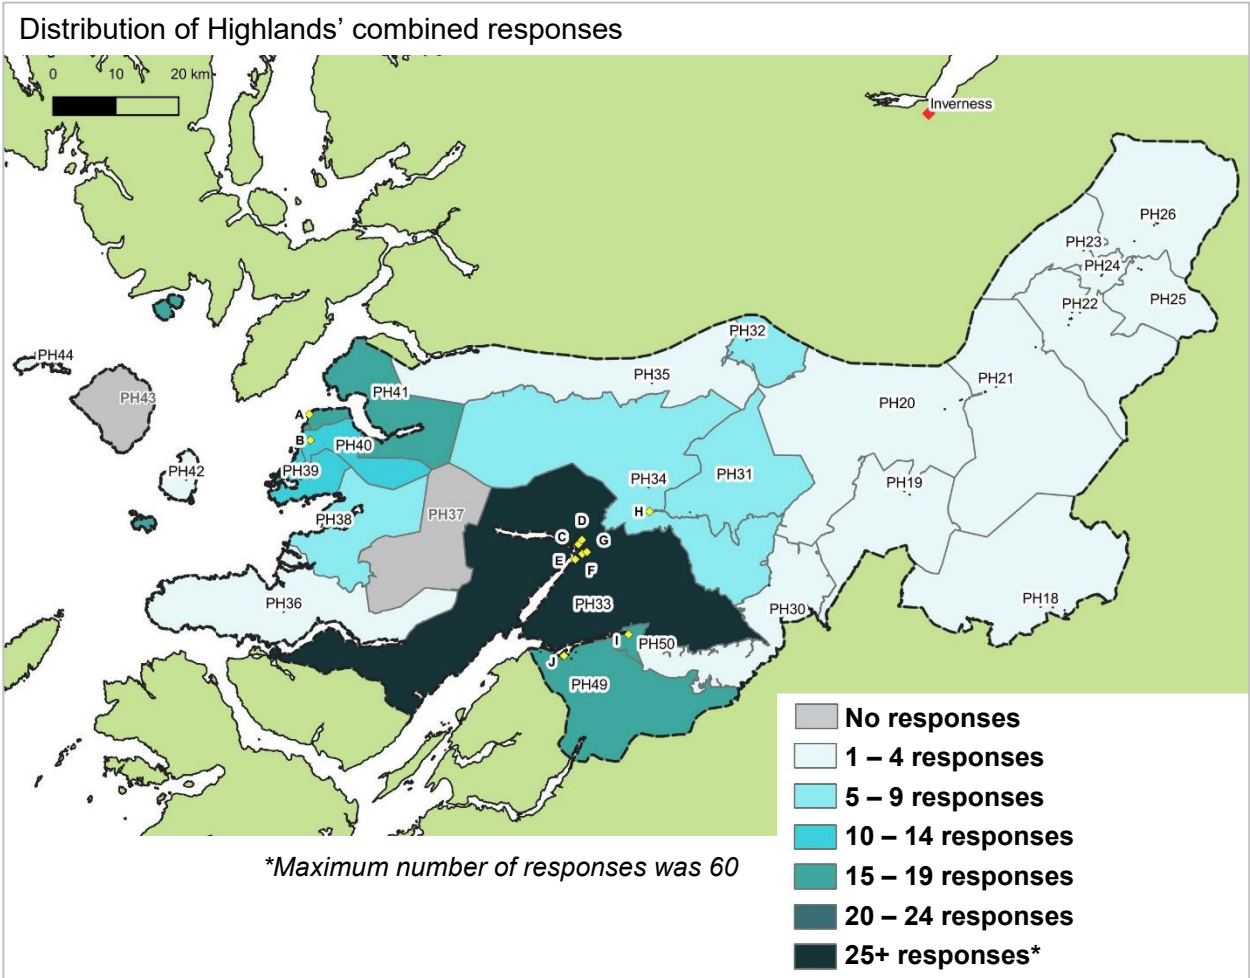 Distribution of Highlands’ combined responses
0 10 20 km
Inverness
PH26
PH23
PH24
PH22
PH25
PH32
PH44
PH35
PH21
PH41
PH43
PH20
A
B
PH40
PH42
PH39
PH34
PH31
PH19
PH38
PH37
H
D
C
G
E
F
PH33
PH36
PH30
PH18
I
PH50
J
PH49
No responses
1 – 4 responses
5 – 9 responses
10 – 14 responses
15 – 19 responses
20 – 24 responses
25+ responses*
*Maximum number of responses was 60